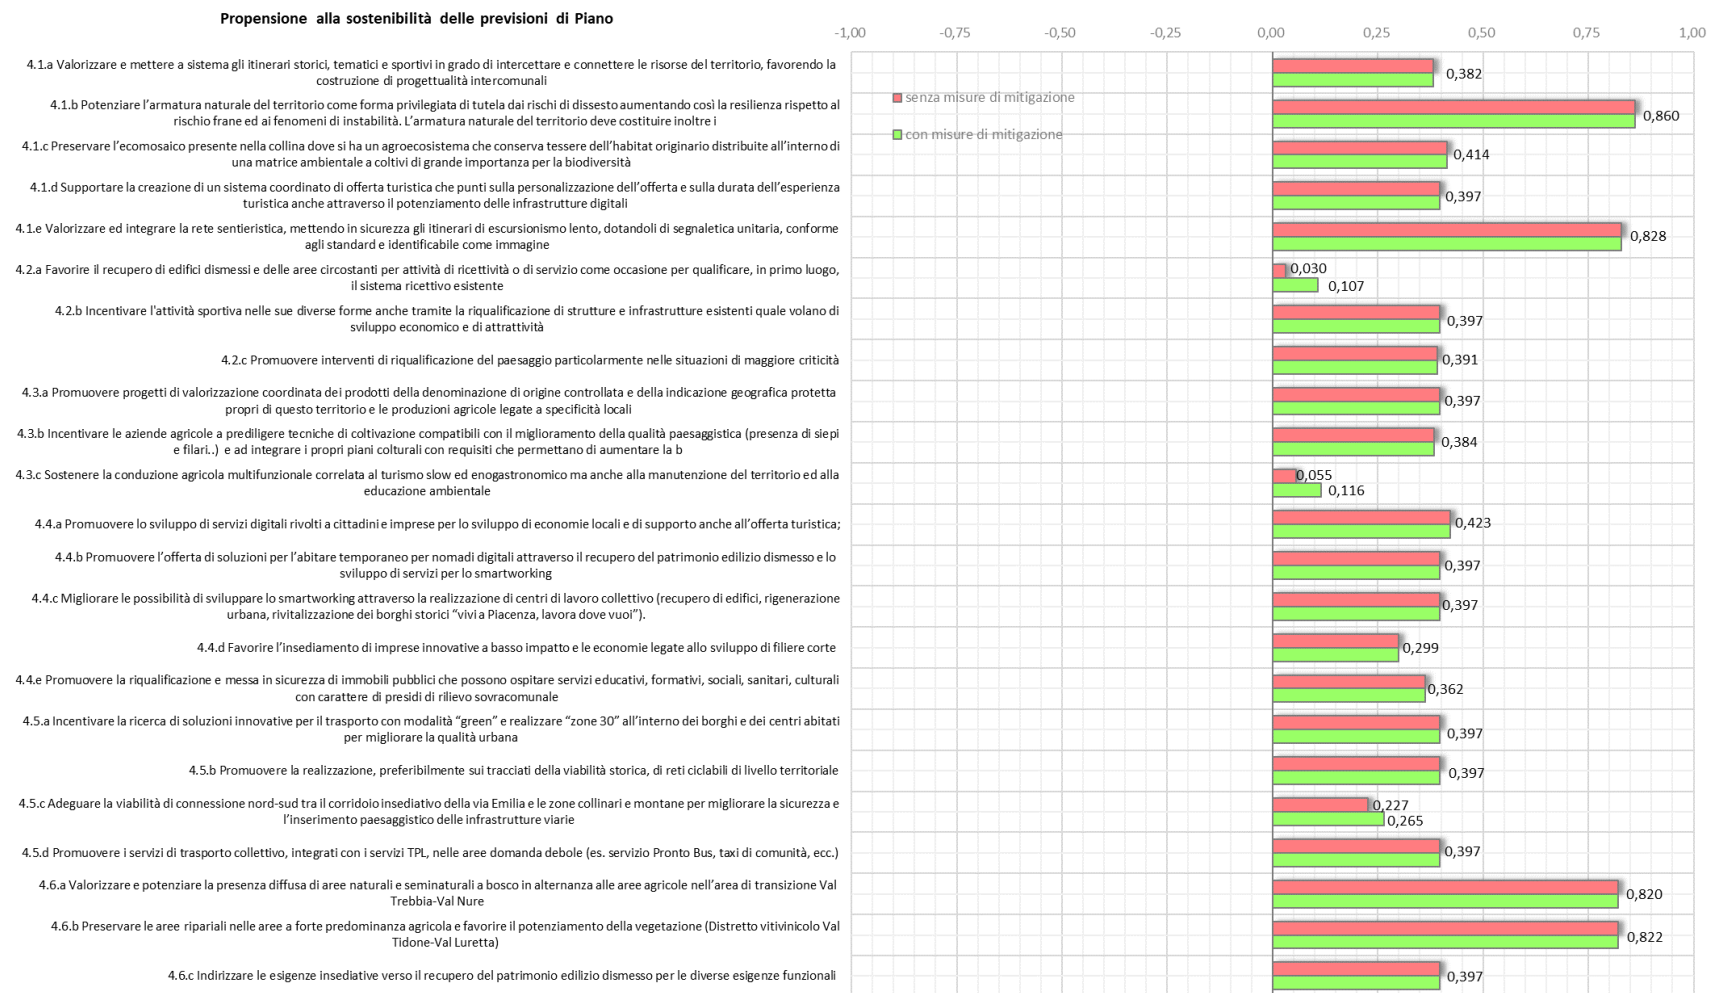 Propensione alla sostenibilità delle previsioni di Piano
-1,00 -0,75 -0,50 -0,25 0,00 0,25 0,50 0,75 1,00
senza misure di mitigazione
con misure di mitigazione
4.1.a Valorizzare e mettere a sistema gli itinerari storici, tematici e sportivi in grado di intercettare e connettere le risorse del territorio, favorendo la
costruzione di progettualità intercomunali
0,382
4.1.b Potenziare l’armatura naturale del territorio come forma privilegiata di tutela dai rischi di dissesto aumentando così la resilienza rispetto al
rischio frane ed ai fenomeni di instabilità. L’armatura naturale del territorio deve costituire inoltre i
0,860
4.1.c Preservare l’ecomosaico presente nella collina dove si ha un agroecosistema che conserva tessere dell’habitat originario distribuite all’interno di
una matrice ambientale a coltivi di grande importanza per la biodiversità
0,414
4.1.d Supportare la creazione di un sistema coordinato di offerta turistica che punti sulla personalizzazione dell’offerta e sulla durata dell’esperienza
turistica anche attraverso il potenziamento delle infrastrutture digitali
0,397
4.1.e Valorizzare ed integrare la rete sentieristica, mettendo in sicurezza gli itinerari di escursionismo lento, dotandoli di segnaletica unitaria, conforme
agli standard e identificabile come immagine
0,828
4.2.a Favorire il recupero di edifici dismessi e delle aree circostanti per attività di ricettività o di servizio come occasione per qualificare, in primo luogo,
il sistema ricettivo esistente
0,030
0,107
4.2.b Incentivare l'attività sportiva nelle sue diverse forme anche tramite la riqualificazione di strutture e infrastrutture esistenti quale volano di
sviluppo economico e di attrattività
0,397
4.2.c Promuovere interventi di riqualificazione del paesaggio particolarmente nelle situazioni di maggiore criticità
0,391
4.3.a Promuovere progetti di valorizzazione coordinata dei prodotti della denominazione di origine controllata e della indicazione geografica protetta
propri di questo territorio e le produzioni agricole legate a specificità locali
0,397
4.3.b Incentivare le aziende agricole a prediligere tecniche di coltivazione compatibili con il miglioramento della qualità paesaggistica (presenza di siepi
e filari..) e ad integrare i propri piani colturali con requisiti che permettano di aumentare la b
0,384
4.3.c Sostenere la conduzione agricola multifunzionale correlata al turismo slow ed enogastronomico ma anche alla manutenzione del territorio ed alla
educazione ambientale
0,055
0,116
4.4.a Promuovere lo sviluppo di servizi digitali rivolti a cittadini e imprese per lo sviluppo di economie locali e di supporto anche all’offerta turistica;
0,423
4.4.b Promuovere l’offerta di soluzioni per l’abitare temporaneo per nomadi digitali attraverso il recupero del patrimonio edilizio dismesso e lo
sviluppo di servizi per lo smartworking
0,397
4.4.c Migliorare le possibilità di sviluppare lo smartworking attraverso la realizzazione di centri di lavoro collettivo (recupero di edifici, rigenerazione
urbana, rivitalizzazione dei borghi storici “vivi a Piacenza, lavora dove vuoi”).
0,397
4.4.d Favorire l’insediamento di imprese innovative a basso impatto e le economie legate allo sviluppo di filiere corte
0,299
4.4.e Promuovere la riqualificazione e messa in sicurezza di immobili pubblici che possono ospitare servizi educativi, formativi, sociali, sanitari, culturali
con carattere di presidi di rilievo sovracomunale
0,362
4.5.a Incentivare la ricerca di soluzioni innovative per il trasporto con modalità “green” e realizzare “zone 30” all’interno dei borghi e dei centri abitati
per migliorare la qualità urbana
0,397
4.5.b Promuovere la realizzazione, preferibilmente sui tracciati della viabilità storica, di reti ciclabili di livello territoriale
0,397
4.5.c Adeguare la viabilità di connessione nord-sud tra il corridoio insediativo della via Emilia e le zone collinari e montane per migliorare la sicurezza e
l’inserimento paesaggistico delle infrastrutture viarie
0,227
0,265
4.5.d Promuovere i servizi di trasporto collettivo, integrati con i servizi TPL, nelle aree domanda debole (es. servizio Pronto Bus, taxi di comunità, ecc.)
0,397
4.6.a Valorizzare e potenziare la presenza diffusa di aree naturali e seminaturali a bosco in alternanza alle aree agricole nell’area di transizione Val
Trebbia-Val Nure
0,820
4.6.b Preservare le aree ripariali nelle aree a forte predominanza agricola e favorire il potenziamento della vegetazione (Distretto vitivinicolo Val
Tidone-Val Luretta)
0,822
4.6.c Indirizzare le esigenze insediative verso il recupero del patrimonio edilizio dismesso per le diverse esigenze funzionali
0,397